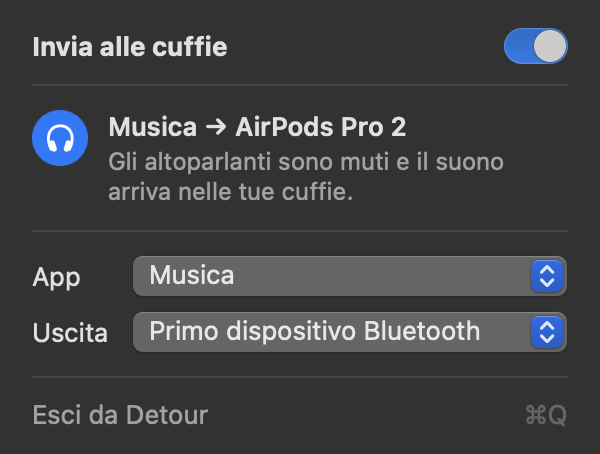 Invia alle cuffie
Musica → AirPods Pro 2
Gli altoparlanti sono muti e il suono
arriva nelle tue cuffie.
App Musica
Uscita Primo dispositivo Bluetooth
Esci da Detour ⌘Q